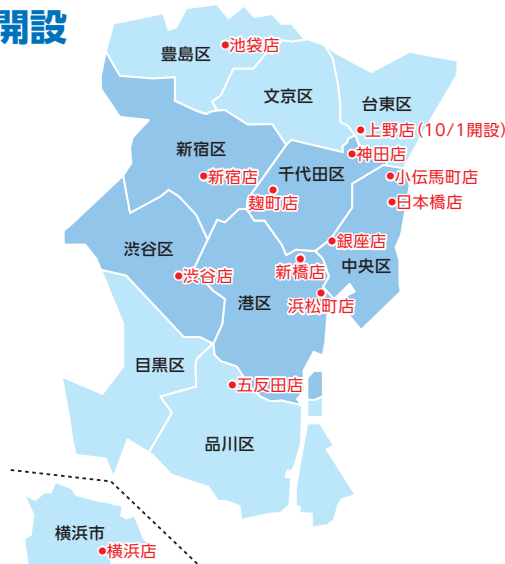 開設
豊島区
池袋店
文京区
台東区
上野店(10/1開設)
新宿区
神田店
千代田区
新宿店
小伝馬町店
麹町店
日本橋店
渋谷区
銀座店
新橋店
中央区
渋谷店
港区
浜松町店
目黒区
五反田店
品川区
横浜市
横浜店